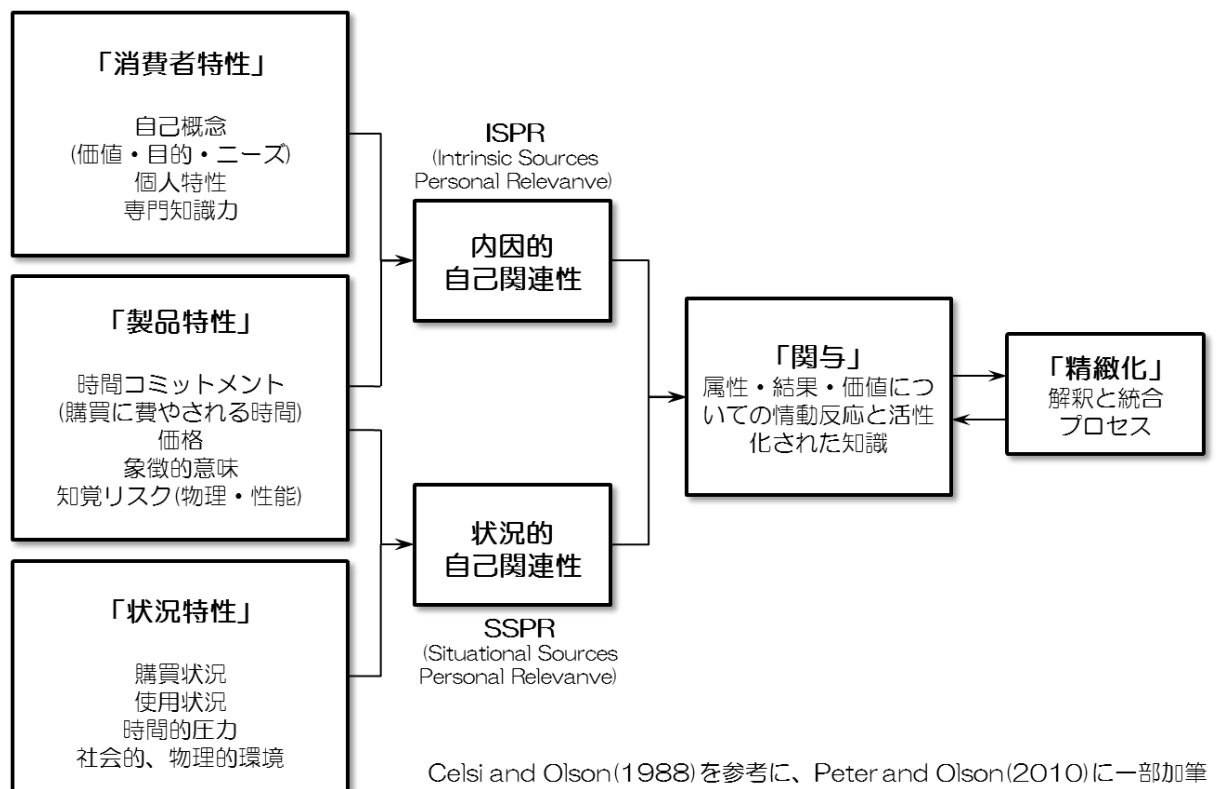 「消費者特性」
自己概念
(価値・目的・ニーズ)
個人特性
専門知識力
「製品特性」
時間コミットメント
(購買に費やされる時間)
価格
象徴的意味
知覚リスク(物理・性能)
「状況特性」
購買状況
使用状況
時間的圧力
社会的、物理的環境
ISPR
(Intrinsic Sources
Personal Relevanve)
内因的
自己関連性
状況的
自己関連性
SSPR
(Situational Sources
Personal Relevanve)
「関与」
属性・結果・価値につ
いての情動反応と活性
化された知識
「精緻化」
解釈と統合
プロセス
Celsi and Olson(1988)を参考に、Peter and Olson(2010)に一部加筆